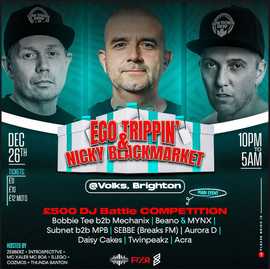 EGO TRIPPIN'
&
NICKY BLACKMARKET
DEC
26TH
TICKETS:
£8
£10
£12 MOTD
10PM
TO
5AM
@Volks, Brighton
MAIN EVENT
£500 DJ Battle COMPETITION
Bobbie Tee b2b Mechanix | Beano & MYNX |
Subnet b2b MPB | SEBBE (Breaks FM) | Aurora D |
Daisy Cakes | Twinpeakz | Acra
HOSTED BY